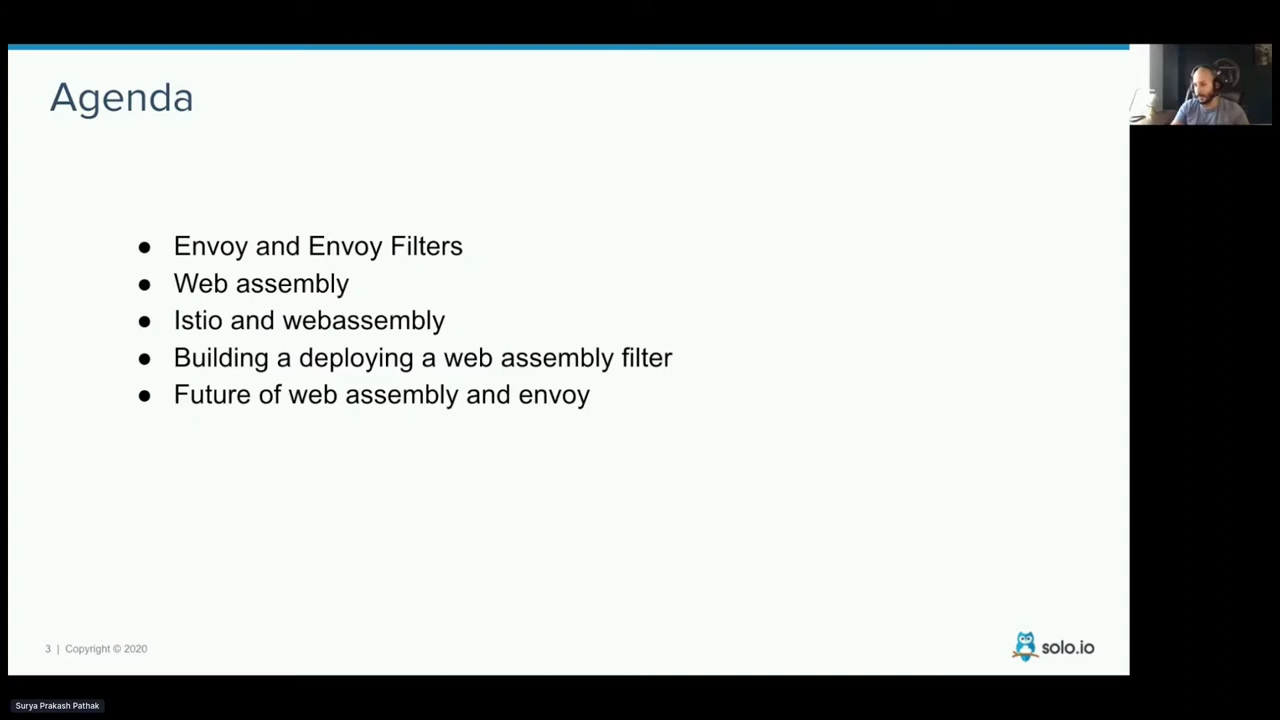 Agenda
● Envoy and Envoy Filters
● Web assembly
● Istio and webassembly
● Building a deploying a web assembly filter
● Future of web assembly and envoy
3 | Copyright © 2020
solo.io
Surya Prakash Pathak